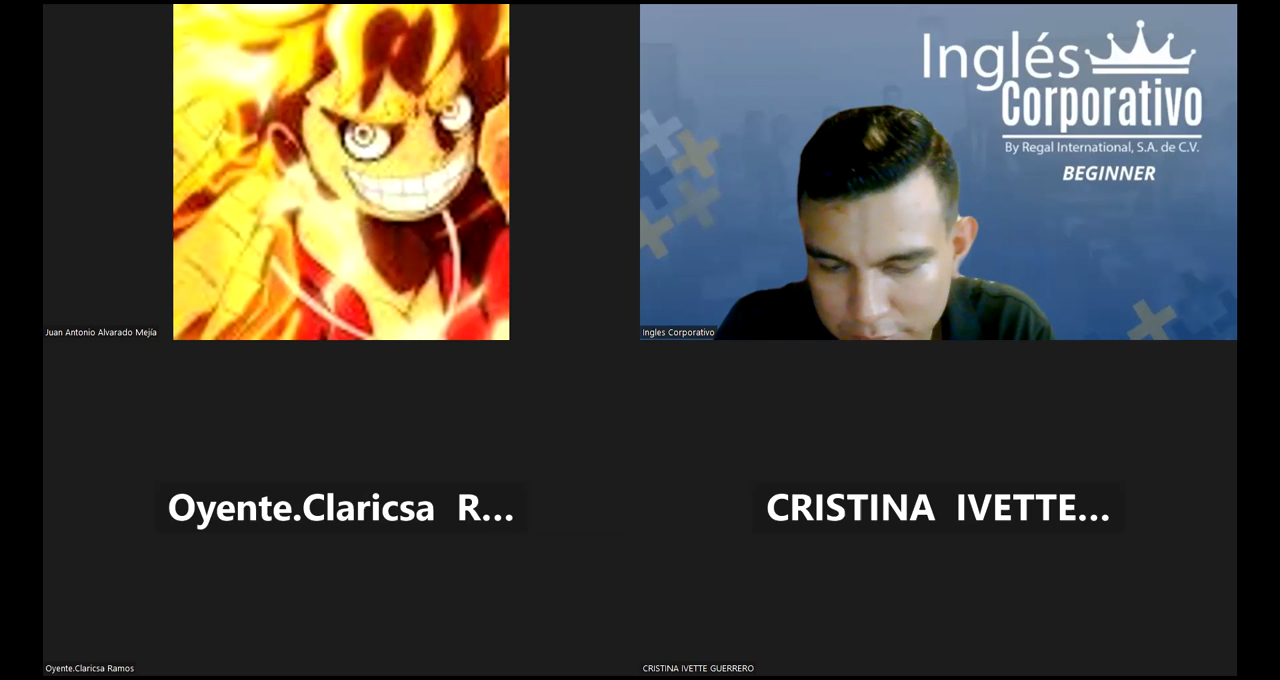 Inglés
Corporativo
By Regal International, S.A. de C.V.
BEGINNER
Juan Antonio Alvarado Mejía
Ingles Corporativo
Oyente.Claricsa R...
CRISTINA IVETTE...
Oyente.Claricsa Ramos
CRISTINA IVETTE GUERRERO